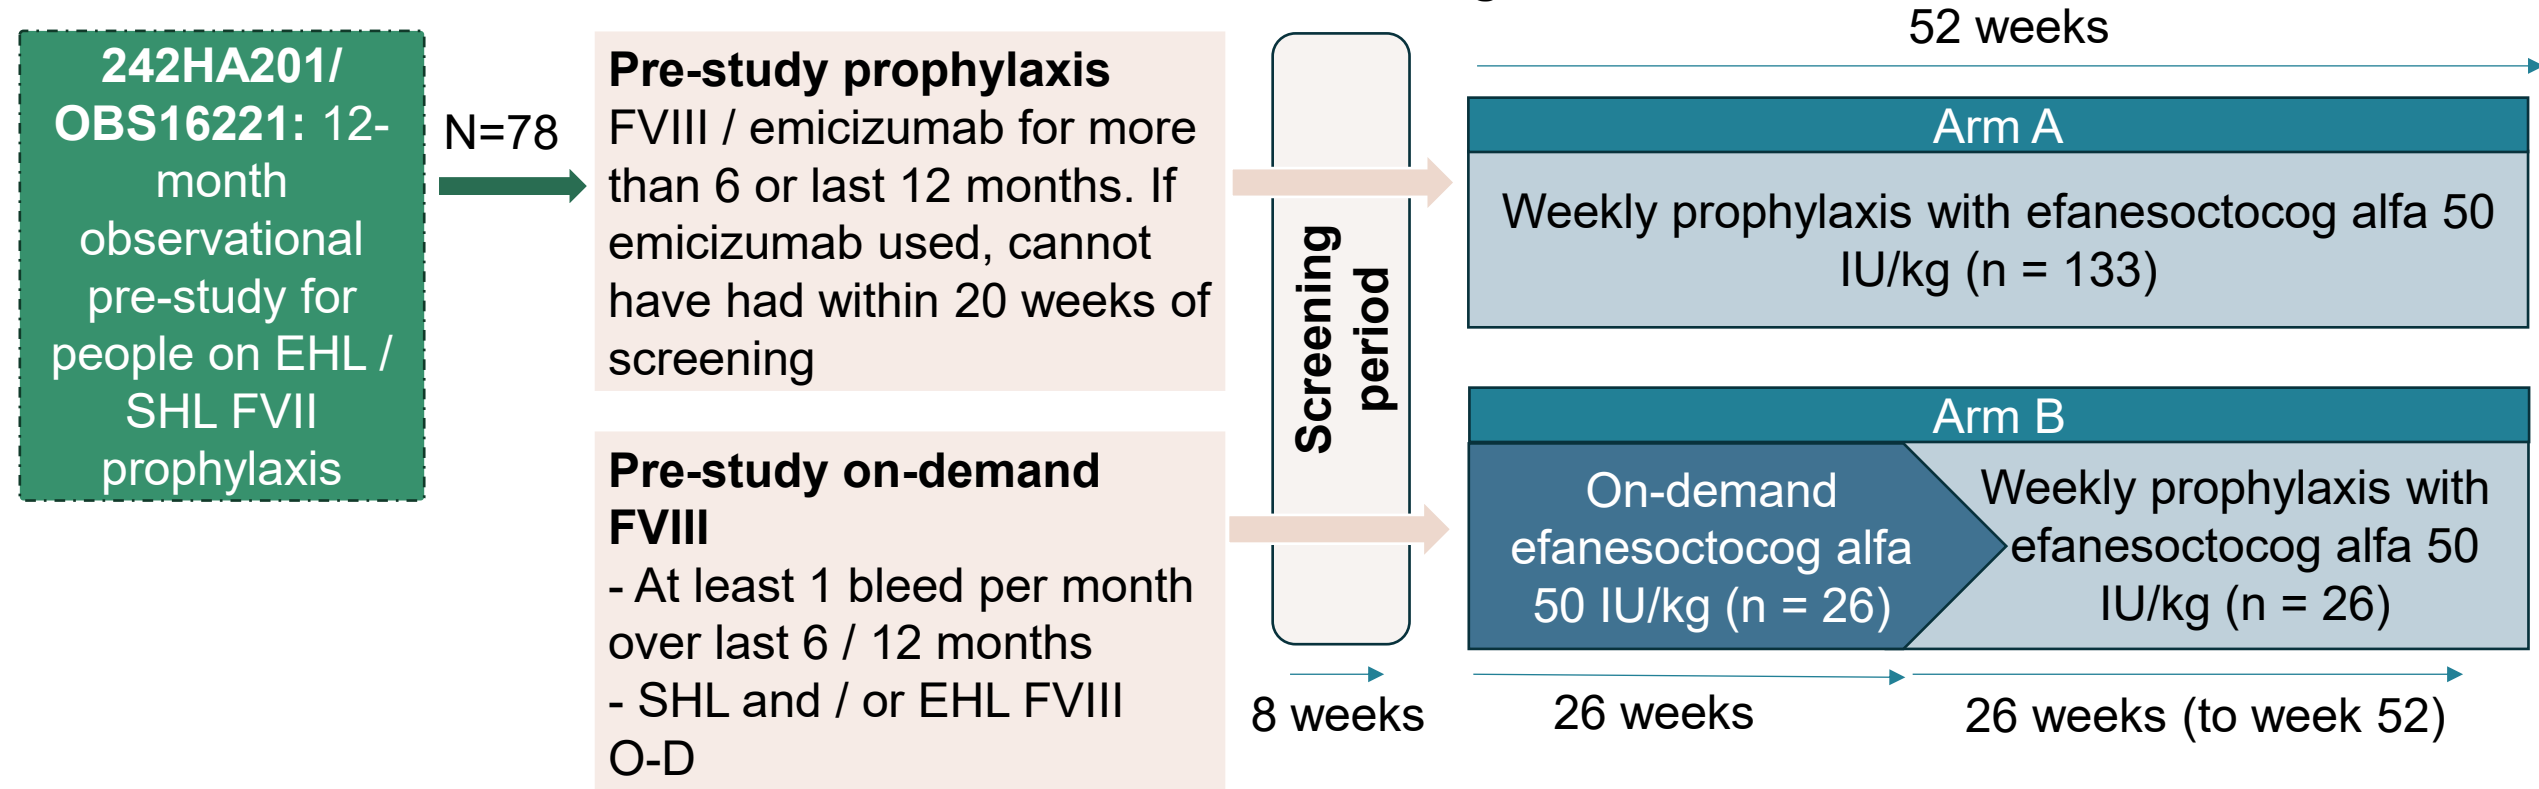 242HA201/
OBS16221: 12-
month
observational
pre-study for
people on EHL /
SHL FVII
prophylaxis
N=78
Pre-study prophylaxis
FVIII / emicizumab for more
than 6 or last 12 months. If
emicizumab used, cannot
have had within 20 weeks of
screening
Pre-study on-demand
FVIII
- At least 1 bleed per month
over last 6 / 12 months
- SHL and / or EHL FVIII
O-D
Screening
period
8 weeks
52 weeks
Arm A
Weekly prophylaxis with efanesoctocog alfa 50
IU/kg (n = 133)
Arm B
On-demand
efanesoctocog alfa
50 IU/kg (n = 26)
Weekly prophylaxis with
efanesoctocog alfa 50
IU/kg (n = 26)
26 weeks
26 weeks (to week 52)